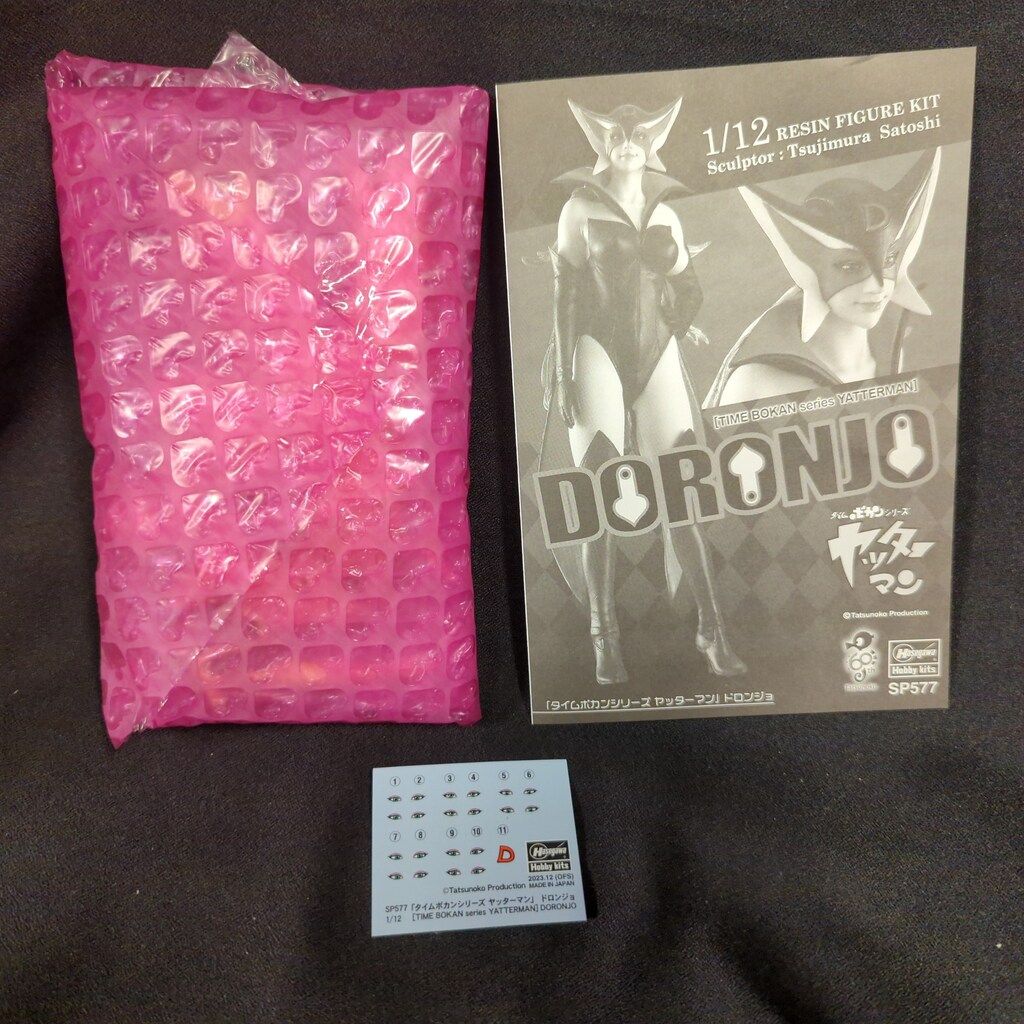 1/12 RESIN FIGURE KIT
Sculptor : Tsujimura Satoshi
D
[TIME BOKAN series YATTERMAN]
DORONJO
タイムボカンシリーズ
ヤッター
マン
©Tatsunoko Production
60th
Hasegawa
Hobby kits
SP577
「タイムボカンシリーズ ヤッターマン」ドロンジョ
① ② ③ ④ ⑤ ⑥
⑦ ⑧ ⑨ ⑩ ⑪
D
Hasegawa
Hobby kits
2023.12 (OFS)
©Tatsunoko Production MADE IN JAPAN
SP577 「タイムボカンシリーズ ヤッターマン」 ドロンジョ
1/12 [TIME BOKAN series YATTERMAN] DORONJO